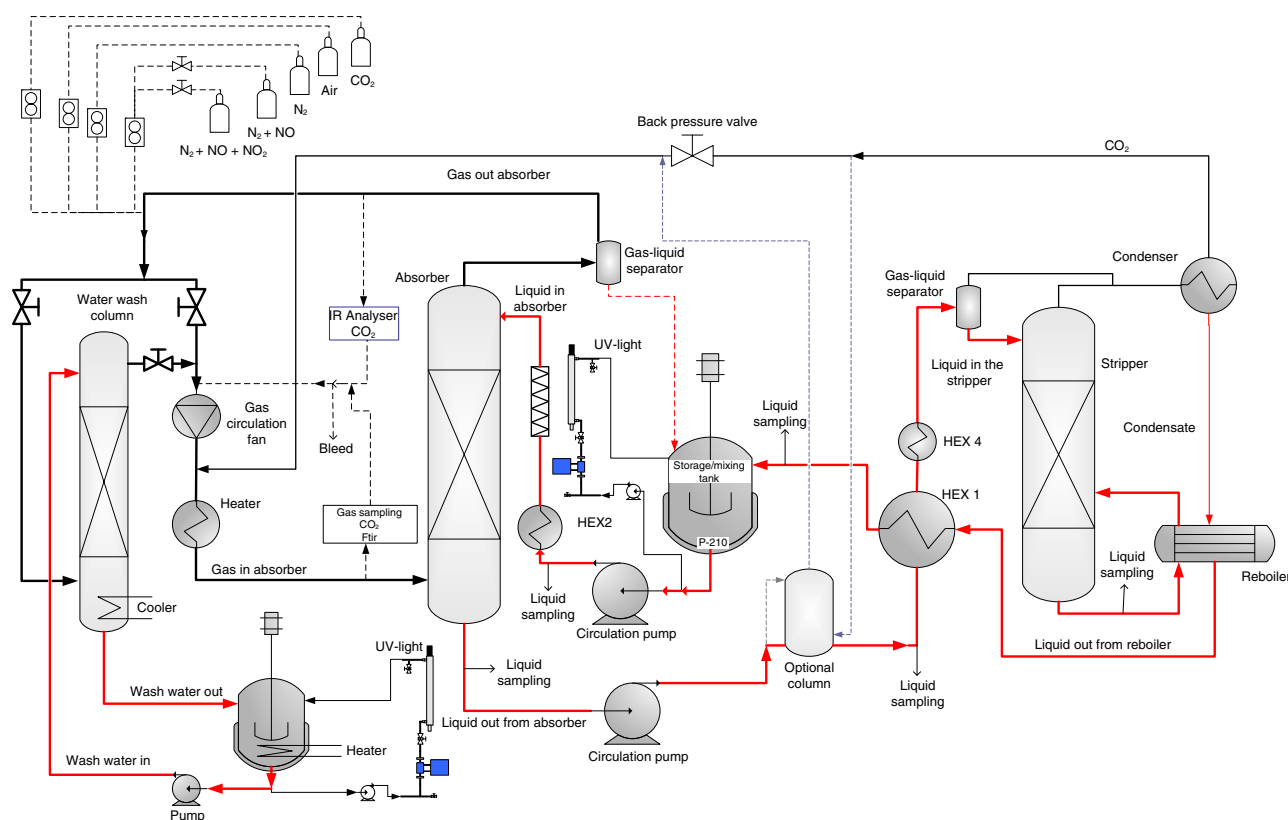 CO₂
Air
N₂
N₂ + NO
N₂ + NO + NO₂
Back pressure valve
CO₂
Gas out absorber
Gas-liquid
separator
Condenser
Absorber
Gas-liquid
separator
Water wash
column
Liquid in
absorber
IR Analyser
CO₂
UV-light
Liquid in the
stripper
Stripper
Gas
circulation
fan
Bleed
Liquid
sampling
HEX 4
Condensate
Storage/mixing
tank
HEX 1
Heater
Gas sampling
CO₂
Ftir
HEX2
P-210
Gas in absorber
Liquid
sampling
Reboiler
Cooler
Liquid
sampling
Circulation pump
Liquid out from reboiler
UV-light
Liquid
sampling
Optional
column
Liquid
sampling
Wash water out
Liquid out from absorber
Heater
Circulation pump
Wash water in
Pump